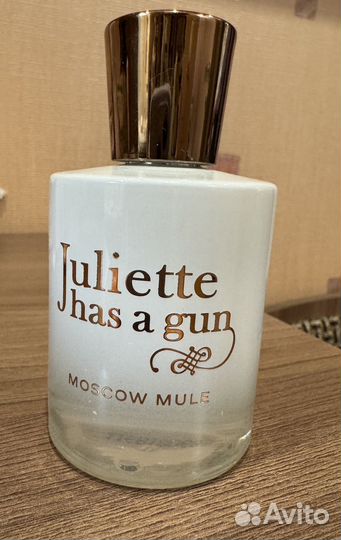 Juliette
has a gun
MOSCOW MULE
Avito